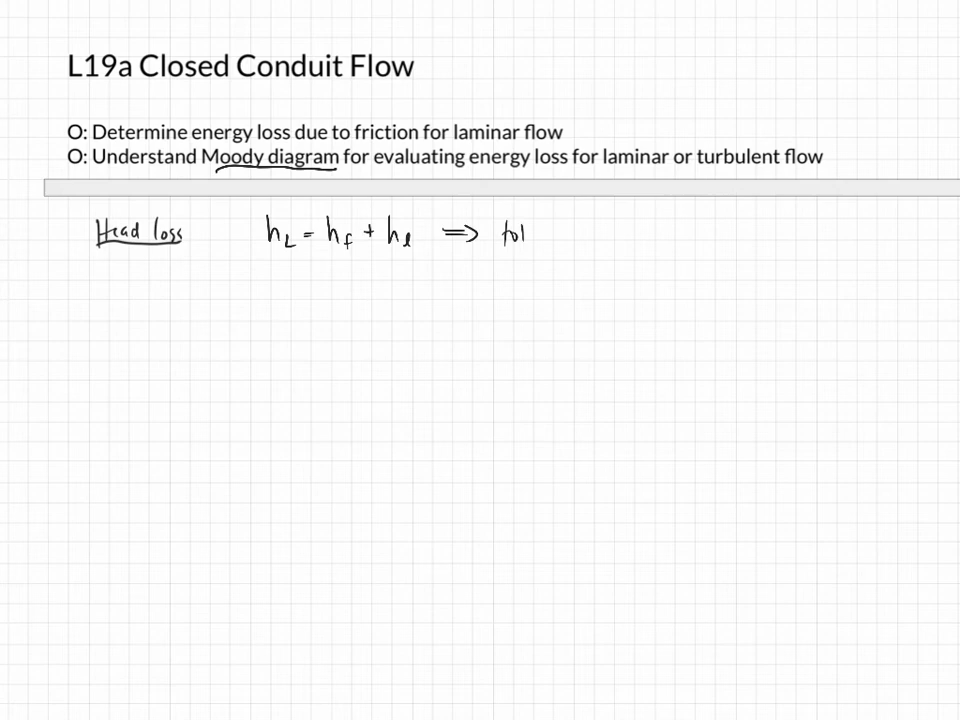 L19a Closed Conduit Flow
O: Determine energy loss due to friction for laminar flow
O: Understand Moody diagram for evaluating energy loss for laminar or turbulent flow
Head loss h_L = h_f + h_l ⇒ tot